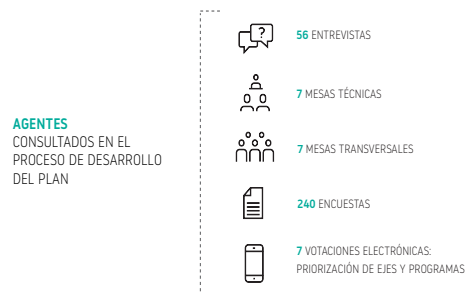 AGENTES
CONSULTADOS EN EL
PROCESO DE DESARROLLO
DEL PLAN
56 ENTREVISTAS
7 MESAS TÉCNICAS
7 MESAS TRANSVERSALES
240 ENCUESTAS
7 VOTACIONES ELECTRÓNICAS:
PRIORIZACIÓN DE EJES Y PROGRAMAS